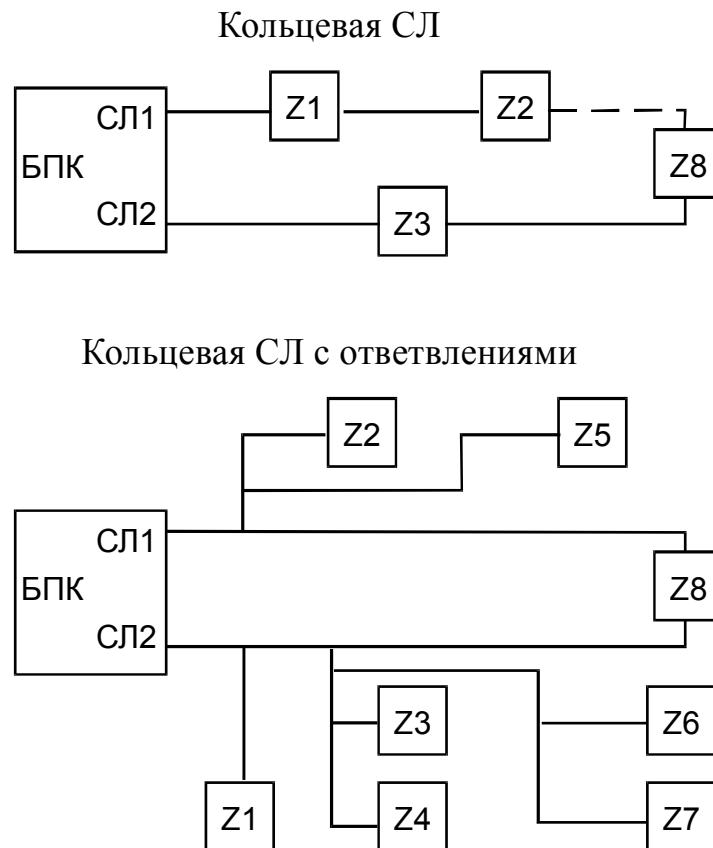 Кольцевая СЛ
СЛ1
Z1
Z2
БПК
Z8
СЛ2
Z3
Кольцевая СЛ с ответвлениями
Z2
Z5
СЛ1
БПК
Z8
СЛ2
Z3
Z6
Z1
Z4
Z7